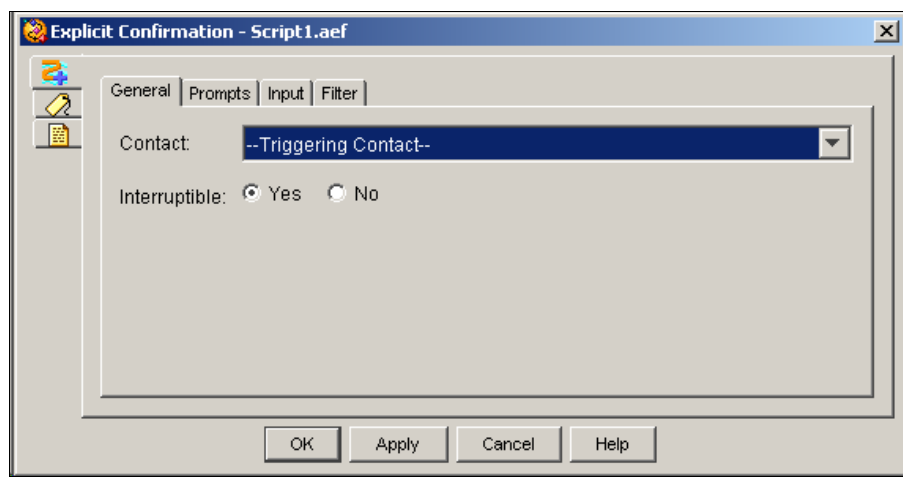 Explicit Confirmation - Script1.aef
General Prompts Input Filter
Contact: --Triggering Contact--
Interruptible: Yes No
OK Apply Cancel Help